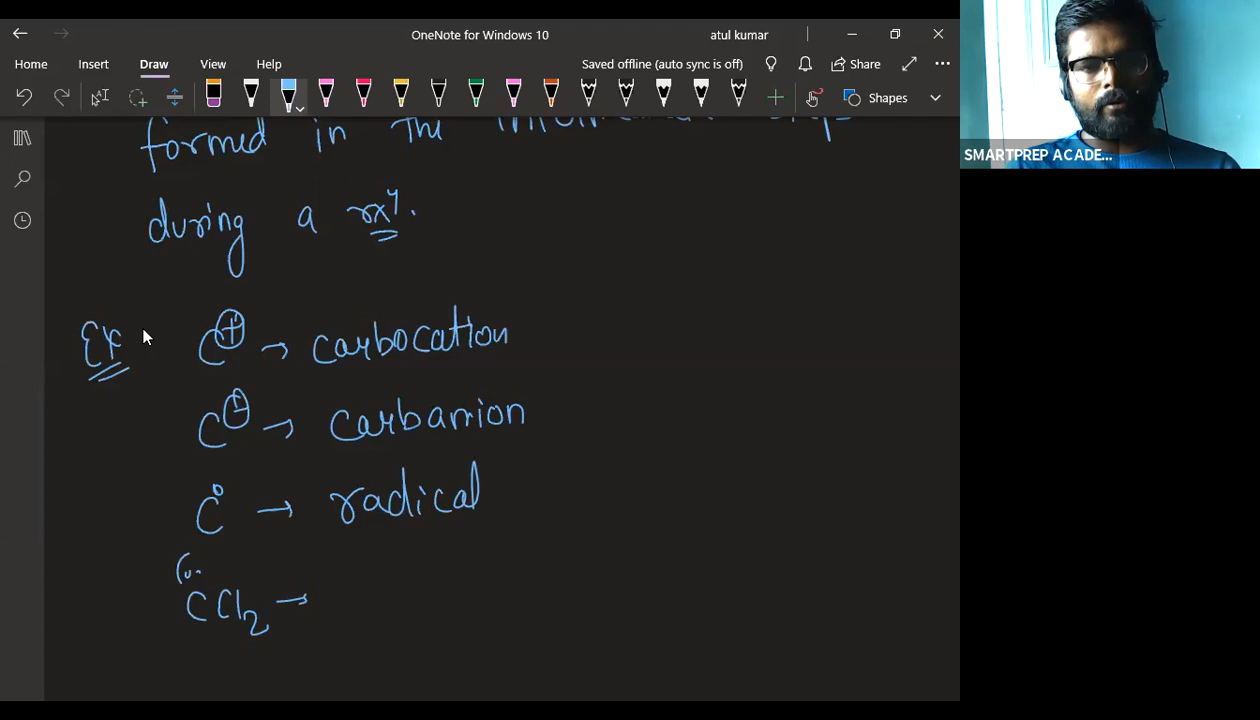 OneNote for Windows 10
atul kumar
Home Insert Draw View Help
Saved offline (auto sync is off)
Share
Shapes
formed in the
during a rxn.
SMARTPREP ACADE...
Ex C⊕ → carbocation
C⊖ → carbanion
C° → radical
CCl2 →